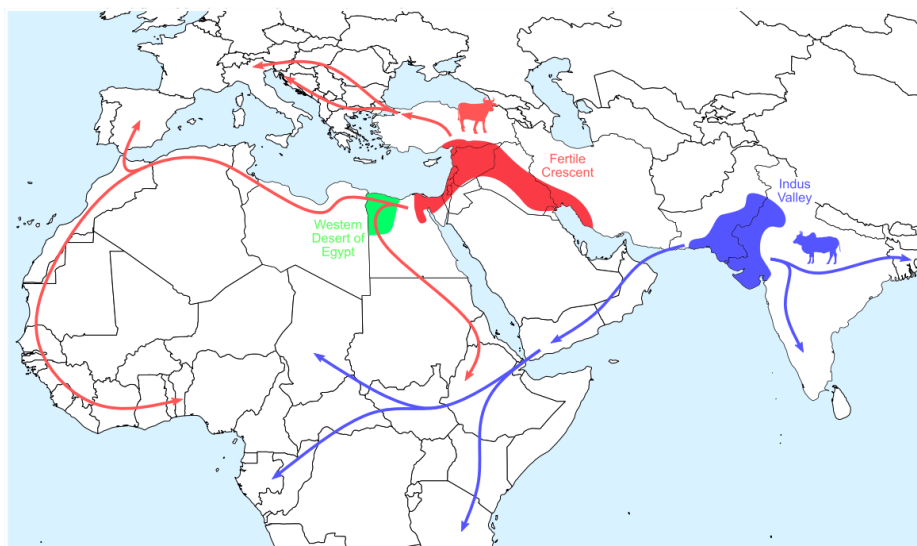 Fertile
Crescent
Indus
Valley
Western
Desert of
Egypt